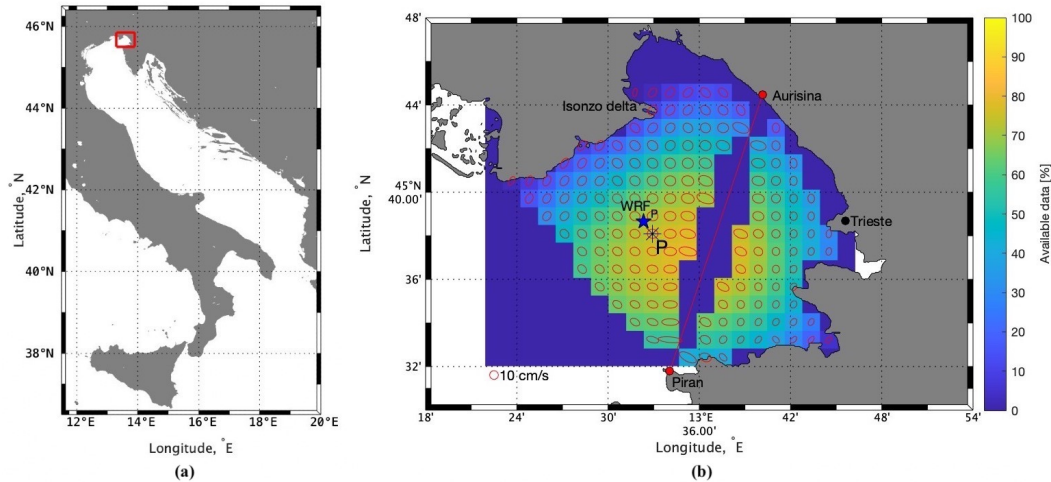 46°N
44°N
42°N
40°N
38°N
Latitude, °N
12°E 14°E 16°E 18°E 20°E
Longitude, °E
(a)
48'
44'
45°N
40.00'
36'
32'
Latitude, °N
Isonzo delta
Aurisina
WRF
P
P
Trieste
10 cm/s
Piran
18' 24' 30' 13°E 42' 48' 54'
36.00'
Longitude, °E
(b)
100
90
80
70
60
50
40
30
20
10
0
Available data [%]